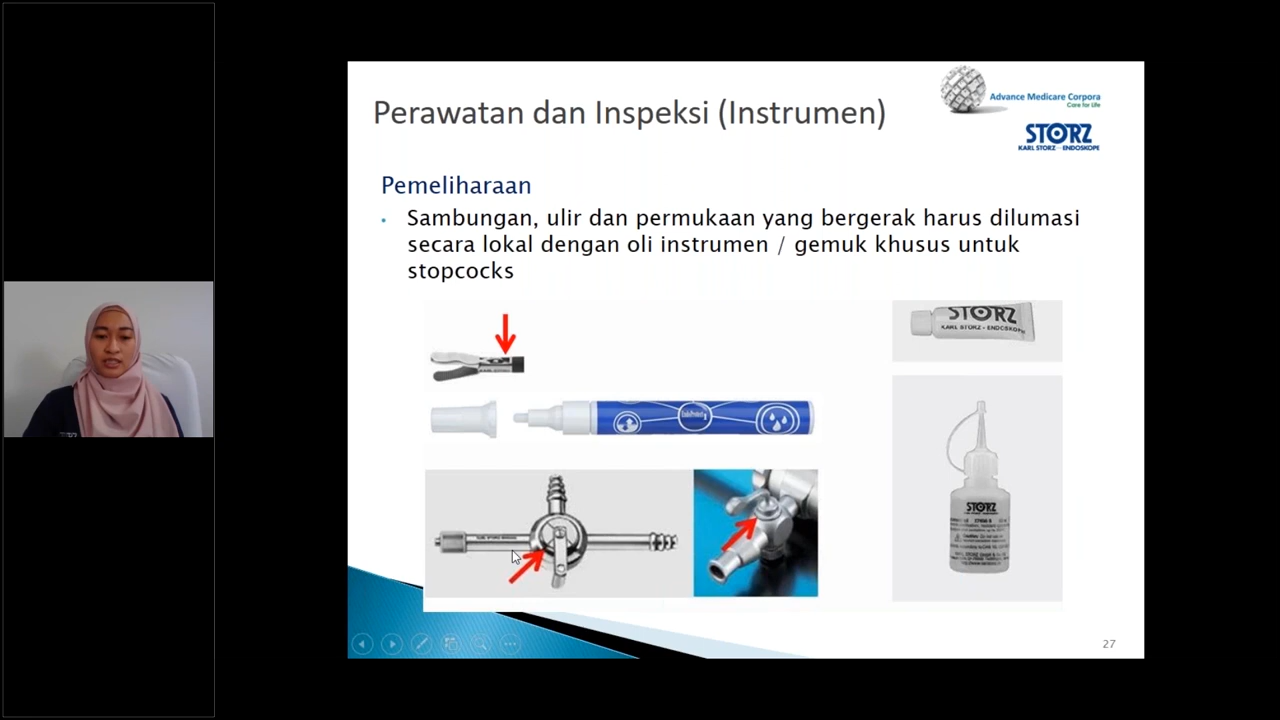 Perawatan dan Inspeksi (Instrumen)
Advance Medicare Corpora
Care for Life
STORZ
KARL STORZ - ENDOSKOPE
Pemeliharaan
• Sambungan, ulir dan permukaan yang bergerak harus dilumasi
secara lokal dengan oli instrumen / gemuk khusus untuk
stopcocks
STORZ
KARL STORZ - ENDOSKOPE
STORZ
27